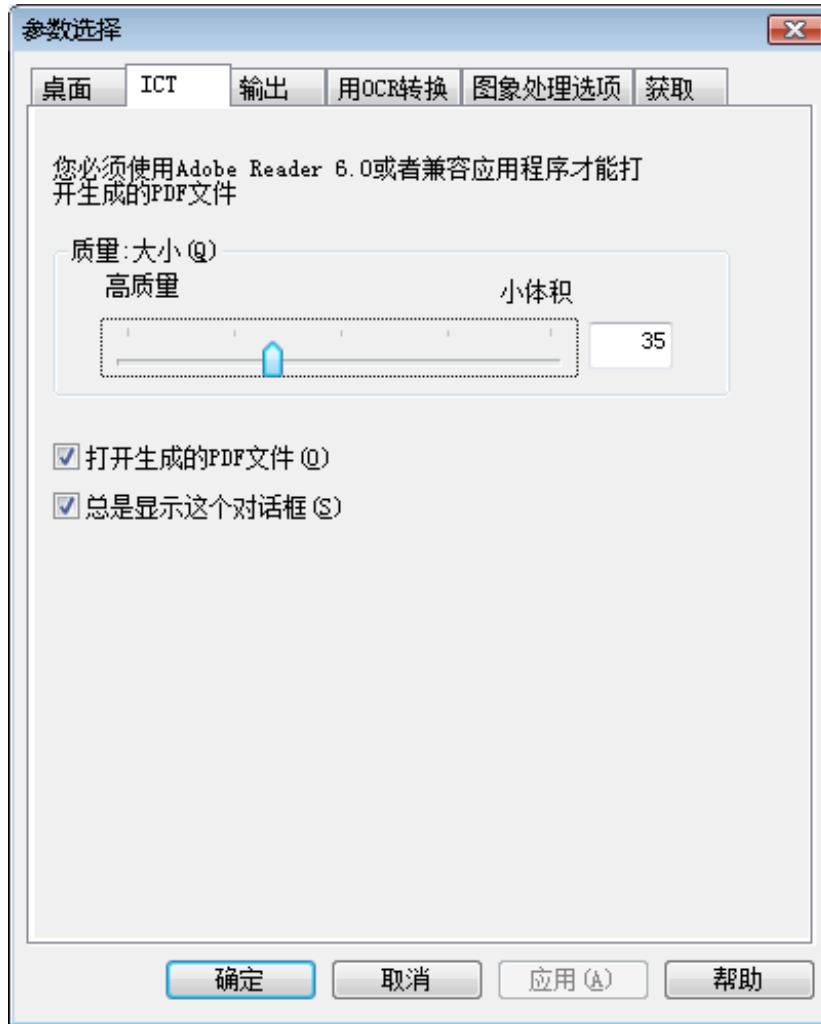 参数选择
桌面 ICT 输出 用OCR转换 图象处理选项 获取
您必须使用Adobe Reader 6.0或者兼容应用程序才能打
开生成的PDF文件
质量:大小(Q)
高质量 小体积
35
打开生成的PDF文件(O)
总是显示这个对话框(S)
确定 取消 应用(A) 帮助